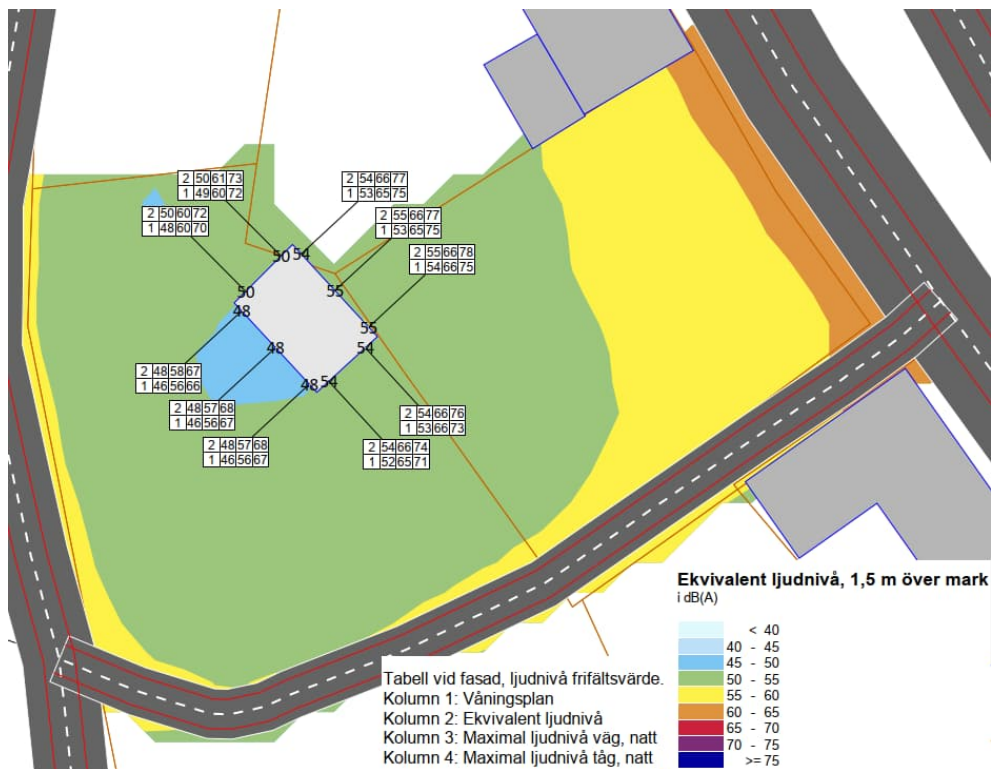 2 50 61 73
1 49 60 72
2 54 66 77
1 53 65 75
2 50 60 72
1 48 60 70
2 55 66 77
1 53 65 75
2 55 66 78
1 54 66 75
50
54
50
55
48
55
48
54
48
54
2 48 58 67
1 46 56 66
2 48 57 68
1 46 56 67
2 54 66 76
1 53 66 73
2 48 57 68
1 46 56 67
2 54 66 74
1 52 65 71
Ekvivalent ljudnivå, 1,5 m över mark
i dB(A)
< 40
40 - 45
45 - 50
50 - 55
55 - 60
60 - 65
65 - 70
70 - 75
>= 75
Tabell vid fasad, ljudnivå frifältsvärde.
Kolumn 1: Våningsplan
Kolumn 2: Ekvivalent ljudnivå
Kolumn 3: Maximal ljudnivå väg, natt
Kolumn 4: Maximal ljudnivå tåg, natt